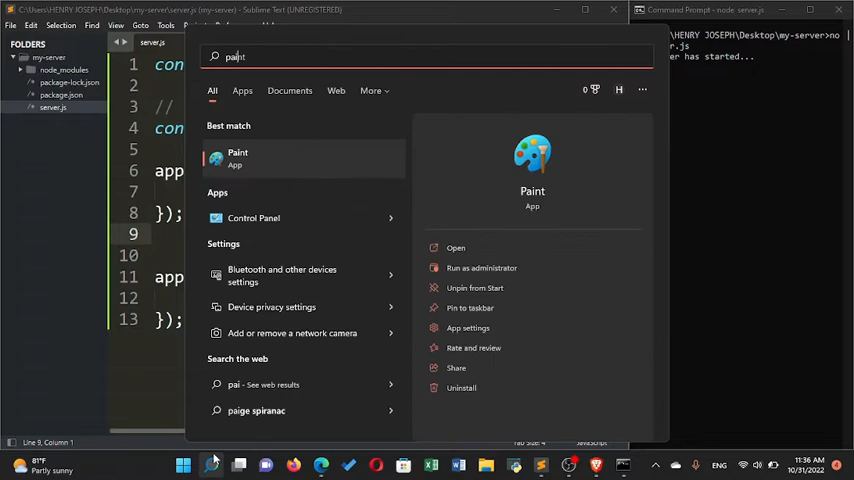 C:\Users\HENRY JOSEPH\Desktop\my-server\server.js (my-server) - Sublime Text (UNREGISTERED)
Command Prompt - node server.js
File Edit Selection Find View Goto Tools
FOLDERS
my-server
node_modules
package-lock.json
package.json
server.js
server.js
1 con
2
3 //
4 con
5
6 app
7
8 });
9
10
11 app
12
13 });
HENRY JOSEPH\Desktop\my-server>no
er.js
er has started...
paint
All Apps Documents Web More
0
H
Best match
Paint
App
Apps
Control Panel
Settings
Bluetooth and other devices
settings
Device privacy settings
Add or remove a network camera
Search the web
pai - See web results
paige spiranac
Paint
App
Open
Run as administrator
Unpin from Start
Pin to taskbar
App settings
Rate and review
Share
Uninstall
Line 9, Column 1
JavaScript
81°F
Partly sunny
ENG
11:36 AM
10/31/2022
4